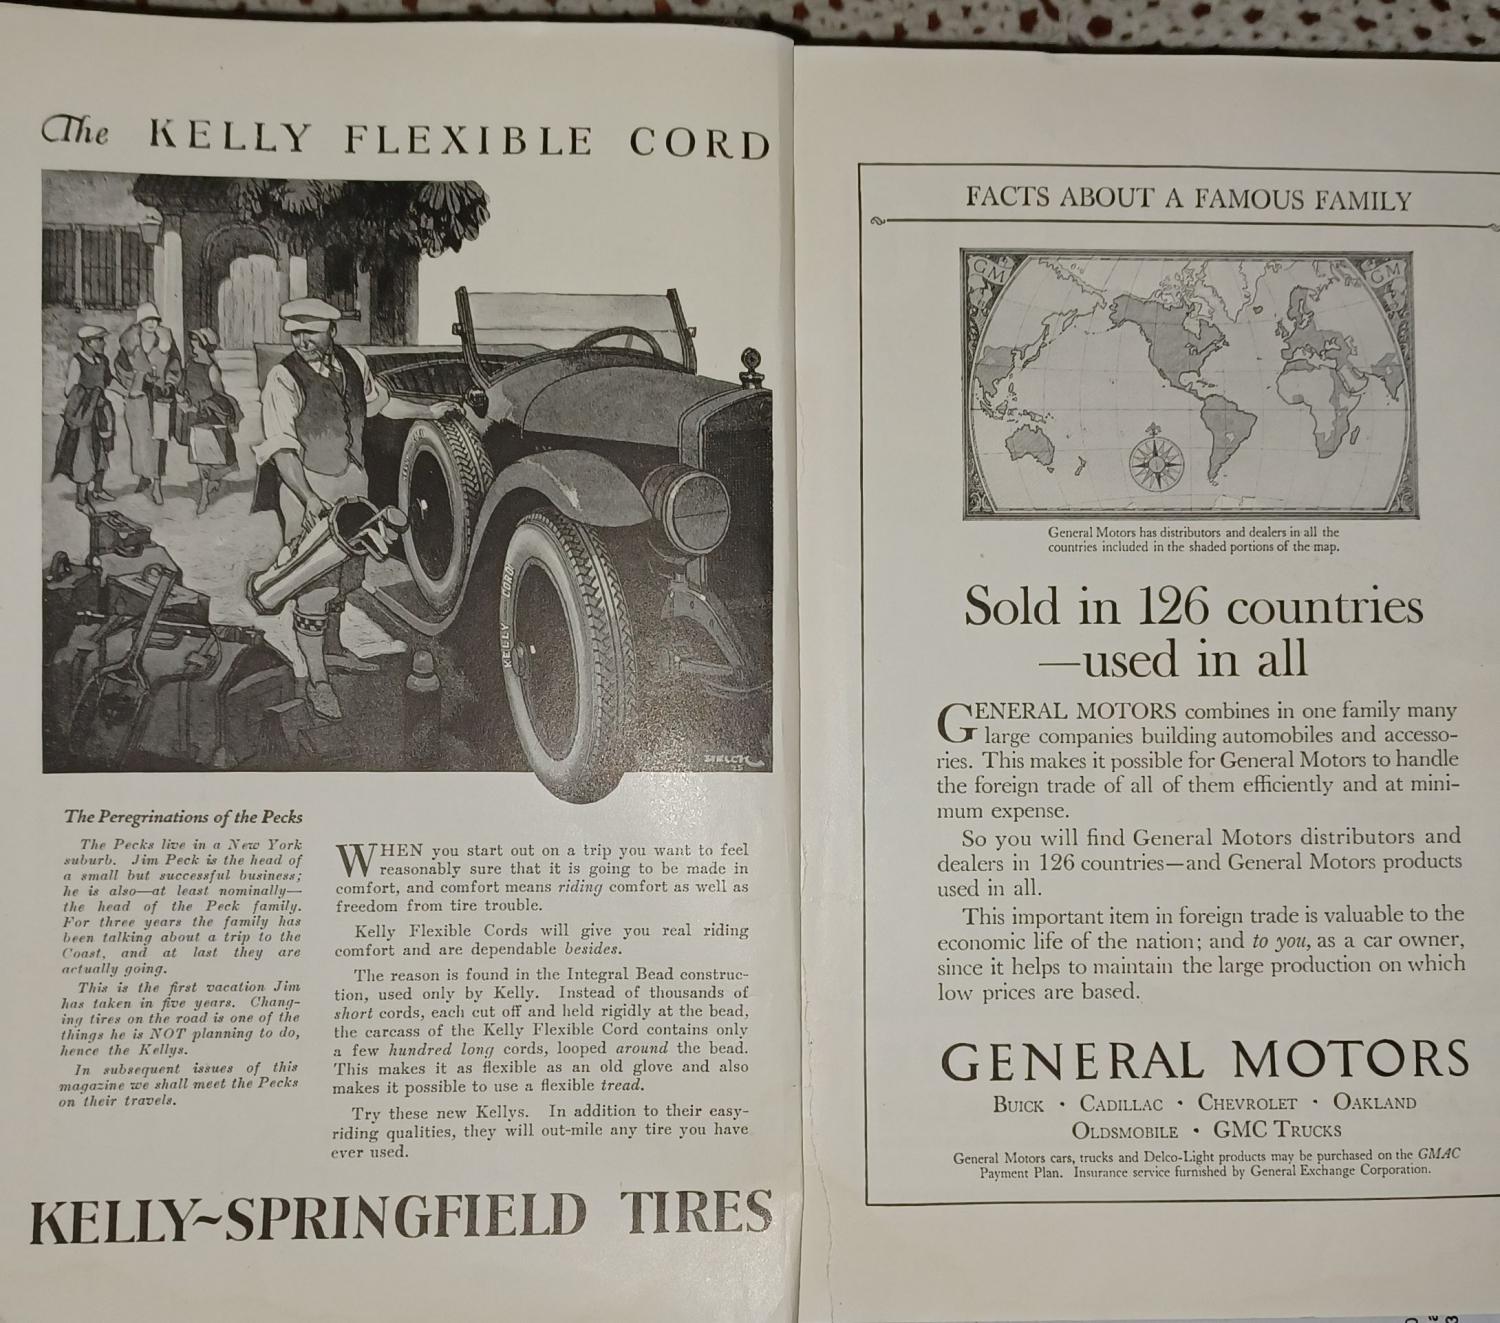 The KELLY FLEXIBLE CORD
KELLY CORD
25
The Peregrinations of the Pecks
The Pecks live in a New York
suburb. Jim Peck is the head of
a small but successful business;
he is also—at least nominally—
the head of the Peck family.
For three years the family has
been talking about a trip to the
Coast, and at last they are
actually going.
This is the first vacation Jim
has taken in five years. Chang-
ing tires on the road is one of the
things he is NOT planning to do,
hence the Kellys.
In subsequent issues of this
magazine we shall meet the Pecks
on their travels.
WHEN you start out on a trip you want to feel
reasonably sure that it is going to be made in
comfort, and comfort means riding comfort as well as
freedom from tire trouble.
Kelly Flexible Cords will give you real riding
comfort and are dependable besides.
The reason is found in the Integral Bead construc-
tion, used only by Kelly. Instead of thousands of
short cords, each cut off and held rigidly at the bead,
the carcass of the Kelly Flexible Cord contains only
a few hundred long cords, looped around the bead.
This makes it as flexible as an old glove and also
makes it possible to use a flexible tread.
Try these new Kellys. In addition to their easy-
riding qualities, they will out-mile any tire you have
ever used.
KELLY~SPRINGFIELD TIRES
FACTS ABOUT A FAMOUS FAMILY
GM
GM
General Motors has distributors and dealers in all the
countries included in the shaded portions of the map.
Sold in 126 countries
—used in all
GENERAL MOTORS combines in one family many
large companies building automobiles and accesso-
ries. This makes it possible for General Motors to handle
the foreign trade of all of them efficiently and at mini-
mum expense.
So you will find General Motors distributors and
dealers in 126 countries—and General Motors products
used in all.
This important item in foreign trade is valuable to the
economic life of the nation; and to you, as a car owner,
since it helps to maintain the large production on which
low prices are based.
GENERAL MOTORS
BUICK • CADILLAC • CHEVROLET • OAKLAND
OLDSMOBILE • GMC TRUCKS
General Motors cars, trucks and Delco-Light products may be purchased on the GMAC
Payment Plan. Insurance service furnished by General Exchange Corporation.